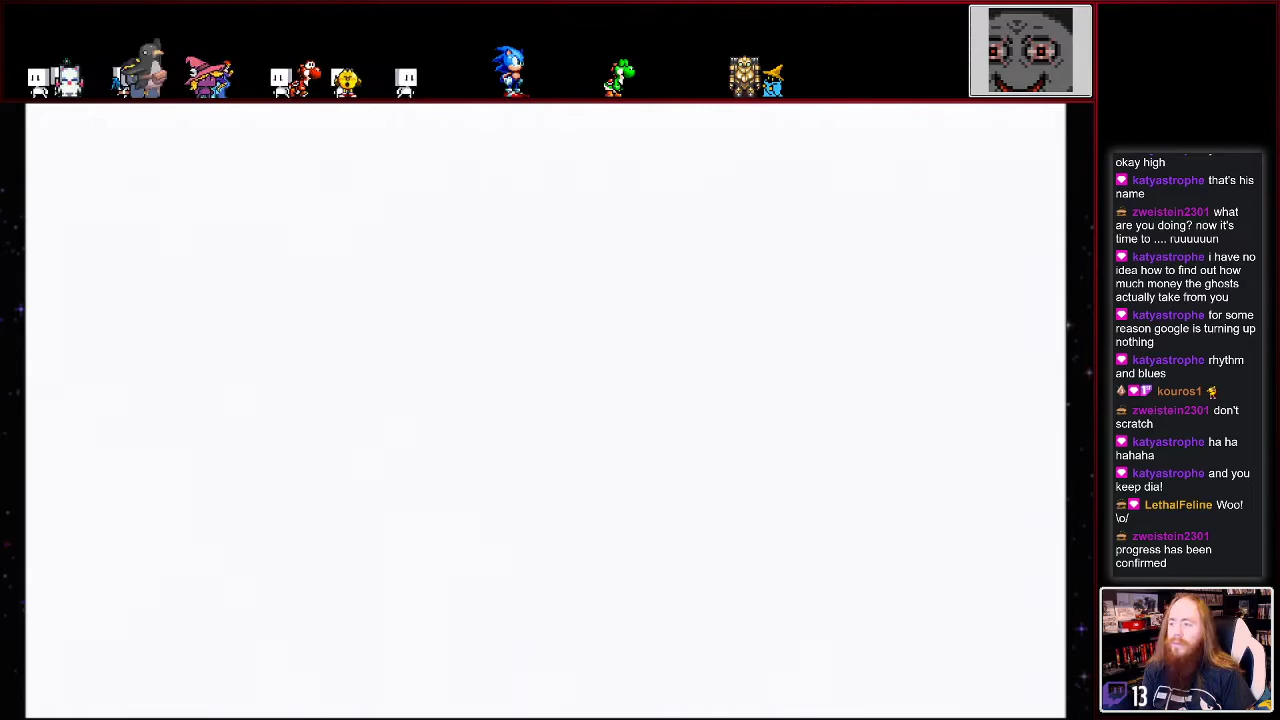 okay high
katyastrophe that's his
name
zweistein2301 what
are you doing? now it's
time to .... ruuuuuun
katyastrophe i have no
idea how to find out how
much money the ghosts
actually take from you
katyastrophe for some
reason google is turning up
nothing
katyastrophe rhythm
and blues
kouros1
zweistein2301 don't
scratch
katyastrophe ha ha
hahaha
katyastrophe and you
keep dia!
LethalFeline Woo!
\o/
zweistein2301
progress has been
confirmed
13